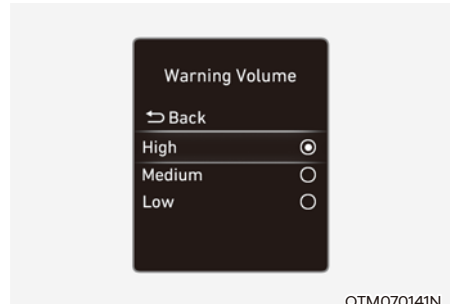 Warning Volume
Back
High
Medium
Low
OTM070141N